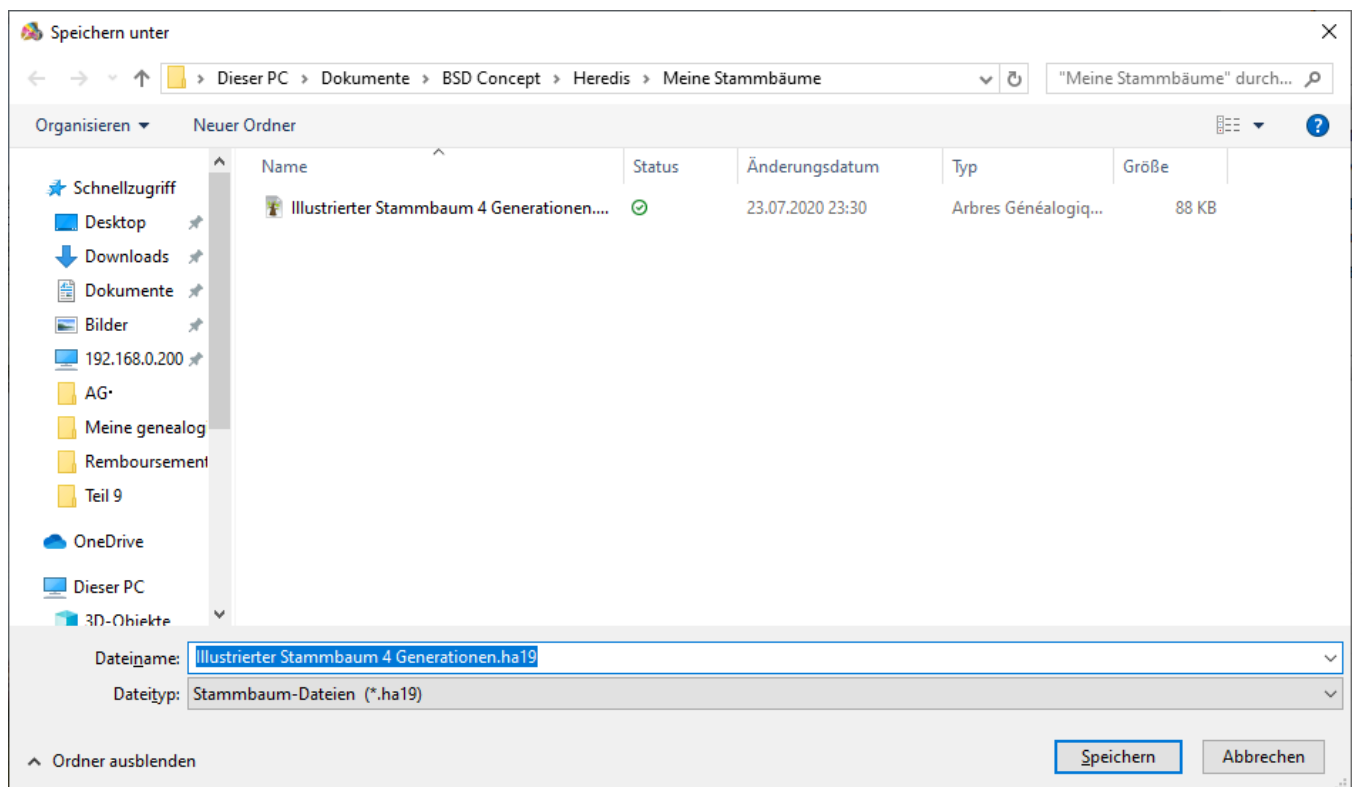 Speichern unter
Dieser PC > Dokumente > BSD Concept > Heredis > Meine Stammbäume
"Meine Stammbäume" durch...
Organisieren
Neuer Ordner
Name
Status
Änderungsdatum
Typ
Größe
Illustrierter Stammbaum 4 Generationen....
23.07.2020 23:30
Arbres Généalogiq...
88 KB
Schnellzugriff
Desktop
Downloads
Dokumente
Bilder
192.168.0.200
AG·
Meine genealog
Remboursement
Teil 9
OneDrive
Dieser PC
3D-Objekte
Dateiname: Illustrierter Stammbaum 4 Generationen.ha19
Dateityp: Stammbaum-Dateien (*.ha19)
Ordner ausblenden
Speichern
Abbrechen